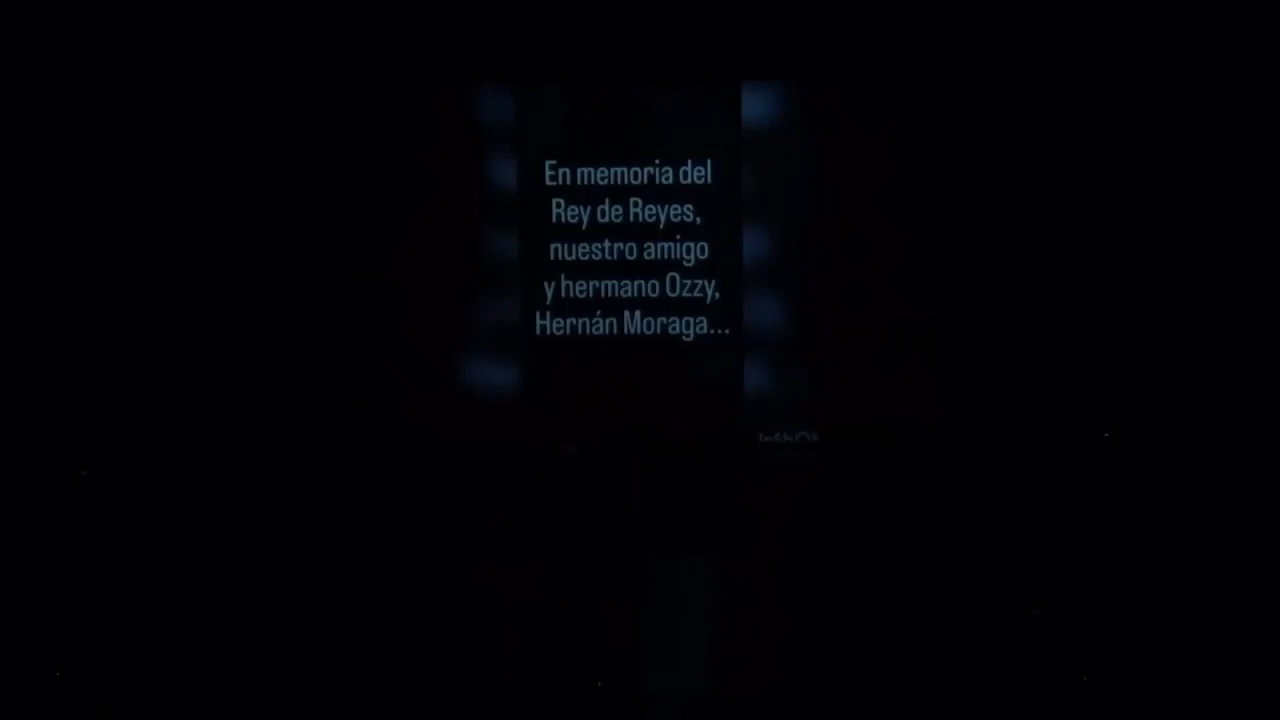 En memoria del
Rey de Reyes,
nuestro amigo
y hermano Ozzy,
Hernán Moraga...